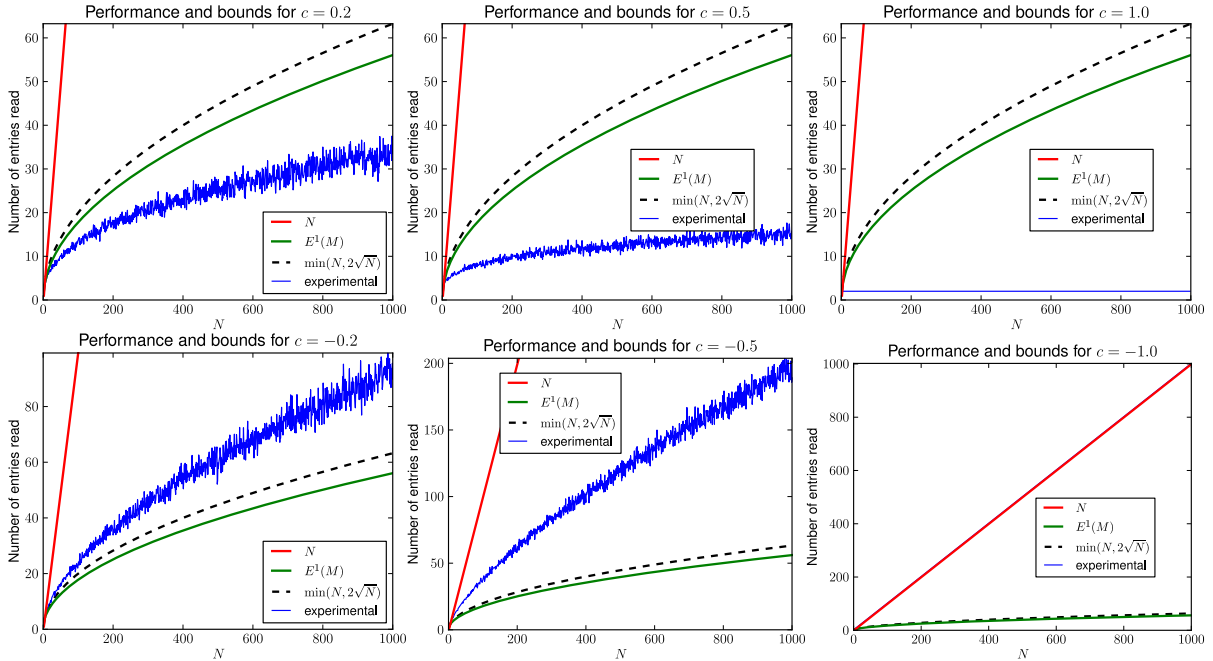 Performance and bounds for c = 0.2
Number of entries read
60
50
40
30
20
10
0
0
200
400
600
800
1000
N
N
E¹(M)
min(N, 2√N)
experimental
Performance and bounds for c = 0.5
Number of entries read
60
50
40
30
20
10
0
0
200
400
600
800
1000
N
N
E¹(M)
min(N, 2√N)
experimental
Performance and bounds for c = 1.0
Number of entries read
60
50
40
30
20
10
0
0
200
400
600
800
1000
N
N
E¹(M)
min(N, 2√N)
experimental
Performance and bounds for c = −0.2
Number of entries read
80
60
40
20
0
0
200
400
600
800
1000
N
N
E¹(M)
min(N, 2√N)
experimental
Performance and bounds for c = −0.5
Number of entries read
200
150
100
50
0
0
200
400
600
800
1000
N
N
E¹(M)
min(N, 2√N)
experimental
Performance and bounds for c = −1.0
Number of entries read
1000
800
600
400
200
0
0
200
400
600
800
1000
N
N
E¹(M)
min(N, 2√N)
experimental